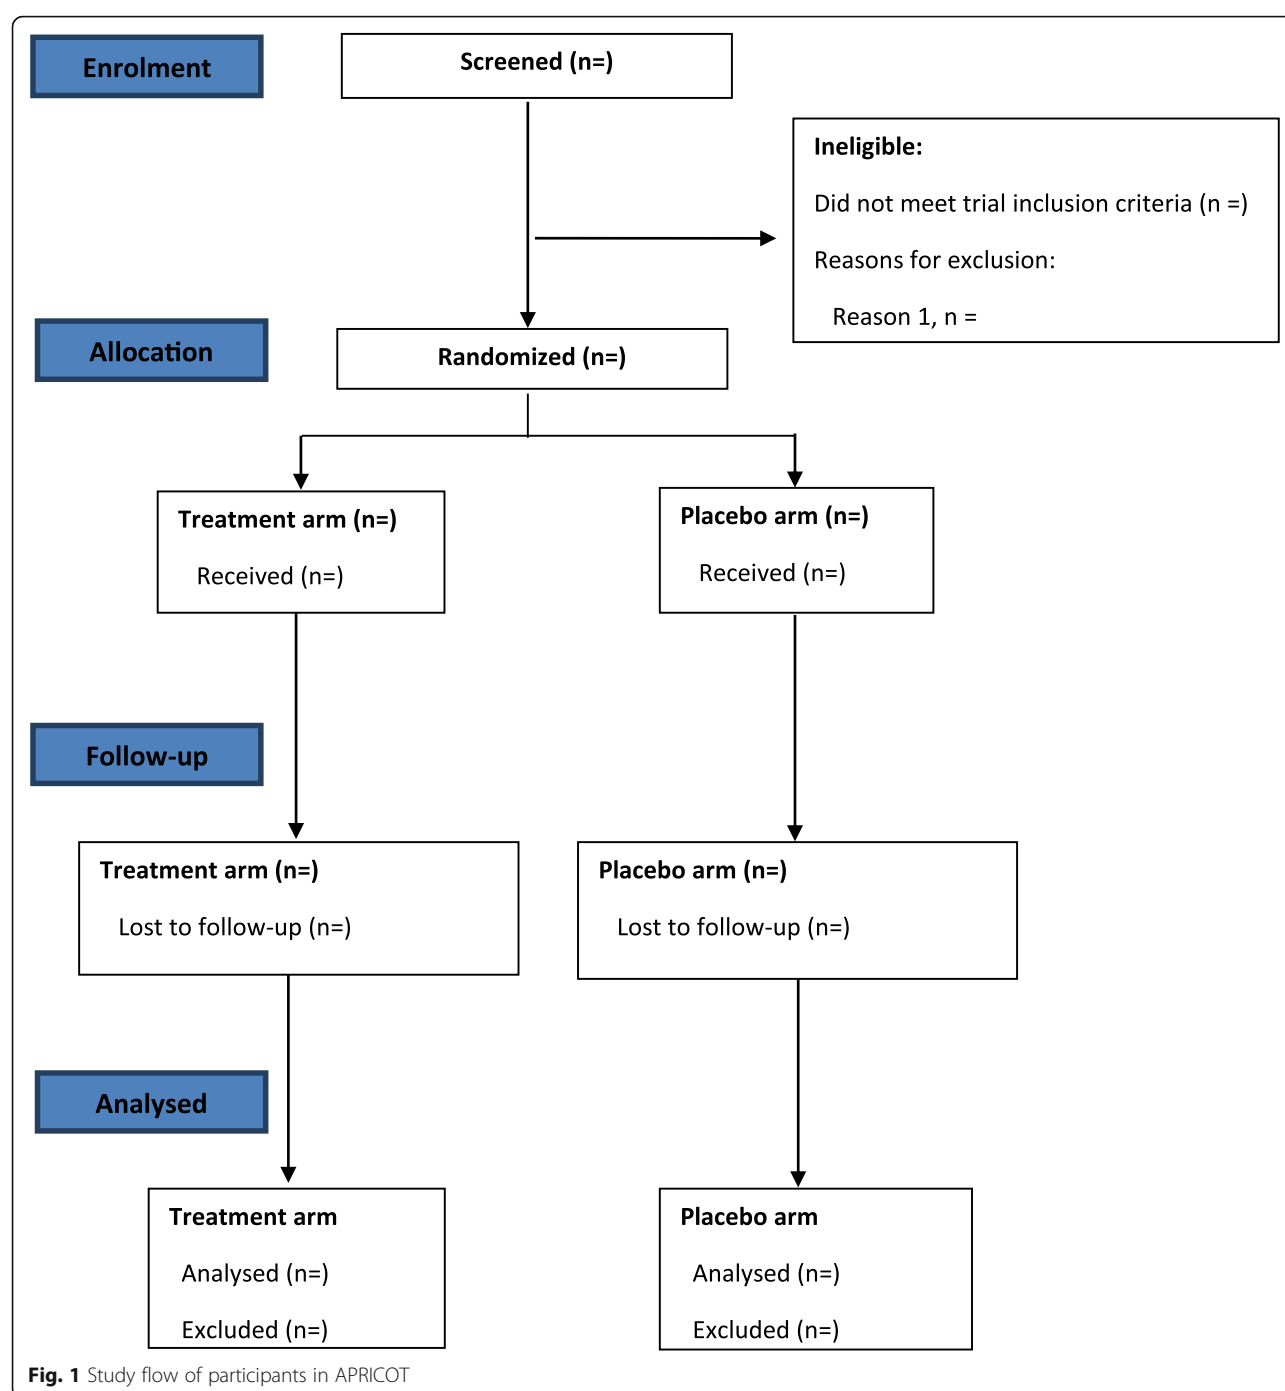 Enrolment
Screened (n=)
Ineligible:
Did not meet trial inclusion criteria (n =)
Reasons for exclusion:
Reason 1, n =
Allocation
Randomized (n=)
Treatment arm (n=)
Received (n=)
Placebo arm (n=)
Received (n=)
Follow-up
Treatment arm (n=)
Lost to follow-up (n=)
Placebo arm (n=)
Lost to follow-up (n=)
Analysed
Treatment arm
Analysed (n=)
Excluded (n=)
Placebo arm
Analysed (n=)
Excluded (n=)
Fig. 1 Study flow of participants in APRICOT